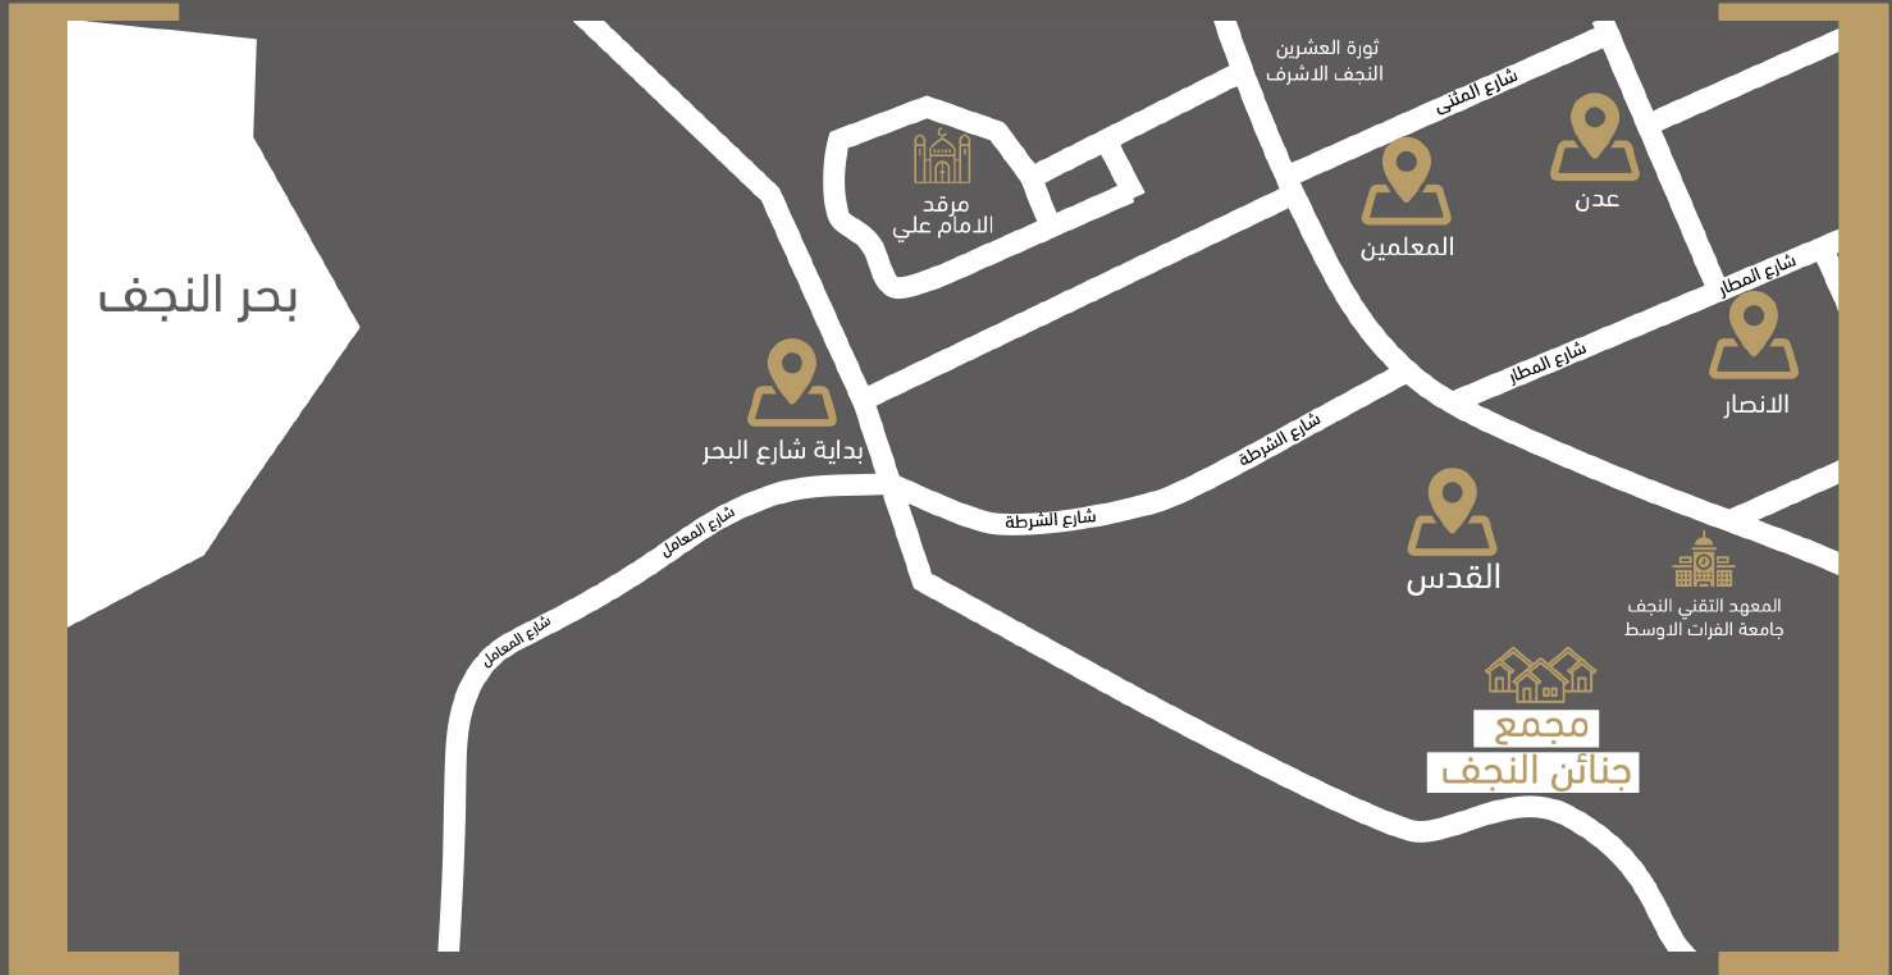 ثورة العشرين
النجف الاشرف
شارع المثنى
عدن
مرقد
الامام علي
المعلمين
شارع المطار
بحر النجف
شارع المطار
الانصار
شارع الشرطة
بداية شارع البحر
شارع الشرطة
شارع المعامل
القدس
المعهد التقني النجف
جامعة الفرات الاوسط
شارع المعامل
مجمع
جنائن النجف